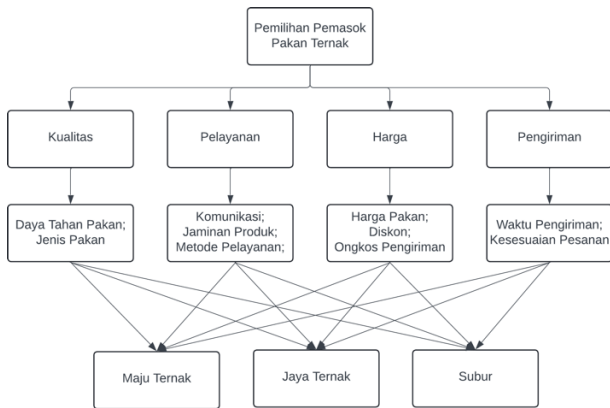 Pemilihan Pemasok
Pakan Ternak
Kualitas
Pelayanan
Harga
Pengiriman
Daya Tahan Pakan;
Jenis Pakan
Komunikasi;
Jaminan Produk;
Metode Pelayanan;
Harga Pakan;
Diskon;
Ongkos Pengiriman
Waktu Pengiriman;
Kesesuaian Pesanan
Maju Ternak
Jaya Ternak
Subur